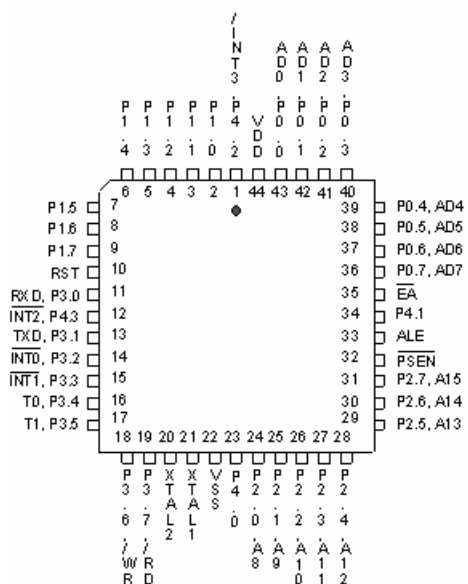 /INT3, P4.2
AD0, P0.0
AD1, P0.1
AD2, P0.2
AD3, P0.3
P1.4
P1.3
P1.2
P1.1
P1.0
VDD
6 5 4 3 2 1 44 43 42 41 40
P1.5 7
P1.6 8
P1.7 9
RST 10
RXD, P3.0 11
INT2, P4.3 12
TXD, P3.1 13
INT0, P3.2 14
INT1, P3.3 15
T0, P3.4 16
T1, P3.5 17
39 P0.4, AD4
38 P0.5, AD5
37 P0.6, AD6
36 P0.7, AD7
35 EA
34 P4.1
33 ALE
32 PSEN
31 P2.7, A15
30 P2.6, A14
29 P2.5, A13
18 19 20 21 22 23 24 25 26 27 28
P3.6, /WR
P3.7, /RD
XTAL2
XTAL1
VSS
P4.0
P2.0, A8
P2.1, A9
P2.2, A10
P2.3, A11
P2.4, A12